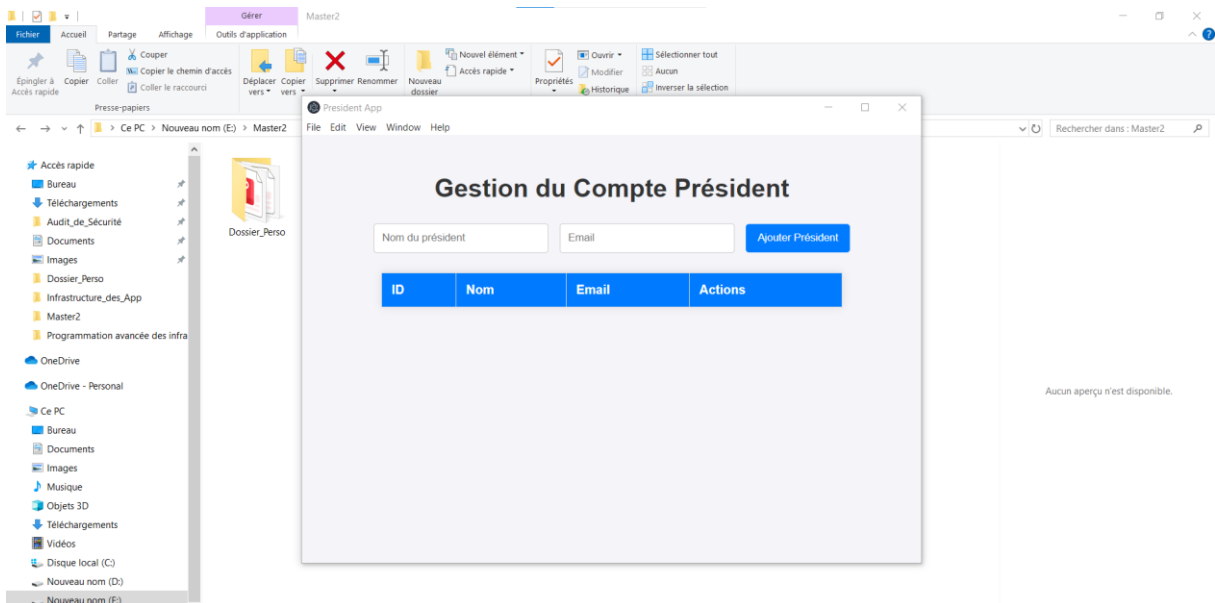 Gérer
Master2
Fichier
Accueil
Partage
Affichage
Outils d'application
Épingler à
Accès rapide
Copier
Coller
Couper
Copier le chemin d'accès
Coller le raccourci
Presse-papiers
Déplacer
vers
Copier
vers
Supprimer
Renommer
Nouveau
dossier
Nouvel élément
Accès rapide
Propriétés
Ouvrir
Modifier
Historique
Sélectionner tout
Aucun
Inverser la sélection
Ce PC > Nouveau nom (E:) > Master2
Rechercher dans : Master2
Accès rapide
Bureau
Téléchargements
Audit_de_Sécurité
Documents
Images
Dossier_Perso
Infrastructure_des_App
Master2
Programmation avancée des infra
OneDrive
OneDrive - Personal
Ce PC
Bureau
Documents
Images
Musique
Objets 3D
Téléchargements
Vidéos
Disque local (C:)
Nouveau nom (D:)
Nouveau nom (E:)
Dossier_Perso
President App
File Edit View Window Help
Gestion du Compte Président
Nom du président
Email
Ajouter Président
ID Nom Email Actions
Aucun aperçu n'est disponible.